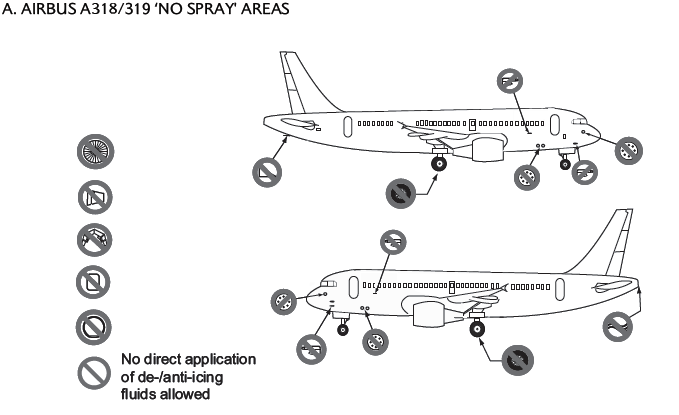 A. AIRBUS A318/319 ‘NO SPRAY' AREAS
No direct application
of de-/anti-icing
fluids allowed